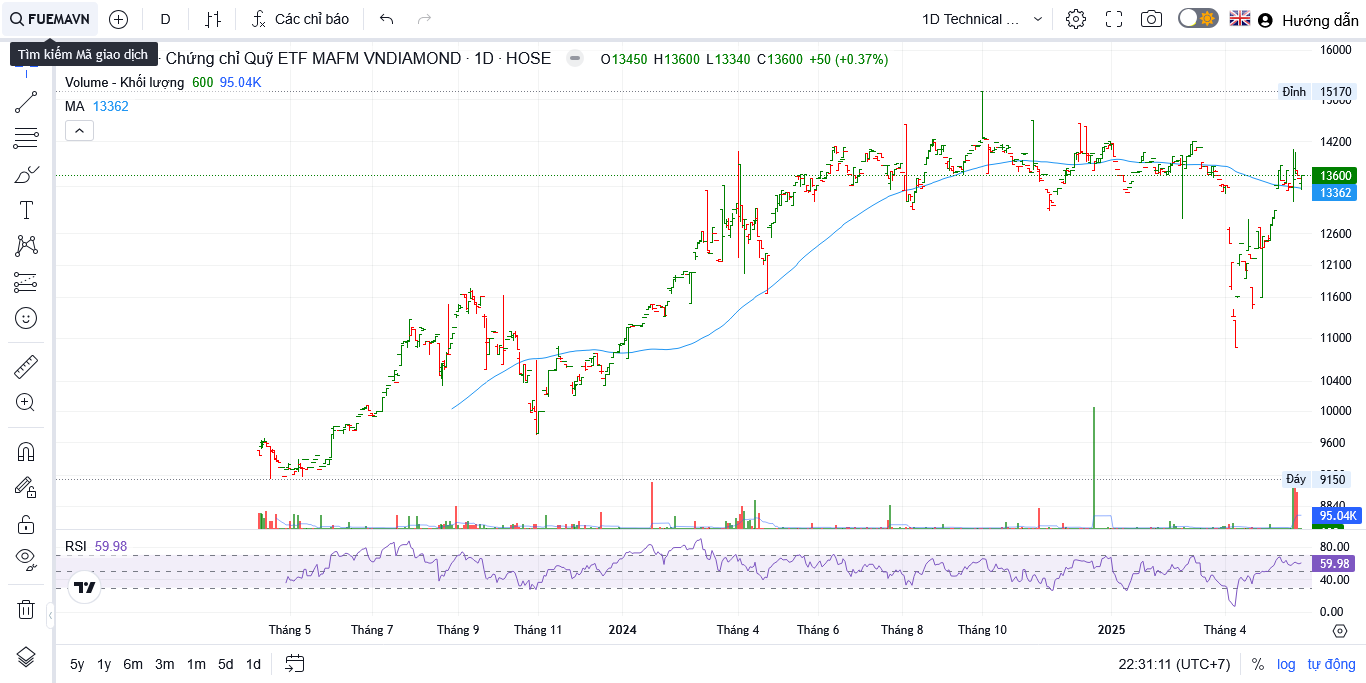 FUEMAVN D Các chỉ báo 1D Technical ... Hướng dẫn
Tìm kiếm Mã giao dịch
· Chứng chỉ Quỹ ETF MAFM VNDIAMOND · 1D · HOSE O13450 H13600 L13340 C13600 +50 (+0.37%)
Volume - Khối lượng 600 95.04K
MA 13362
16000
Đỉnh 15170
14200
13600
13362
12600
12100
11600
11000
10400
10000
9600
Đáy 9150
8840
95.04K
RSI 59.98
80.00
59.98
40.00
0.00
Tháng 5 Tháng 7 Tháng 9 Tháng 11 2024 Tháng 4 Tháng 6 Tháng 8 Tháng 10 2025 Tháng 4
5y 1y 6m 3m 1m 5d 1d 22:31:11 (UTC+7) % log tự động